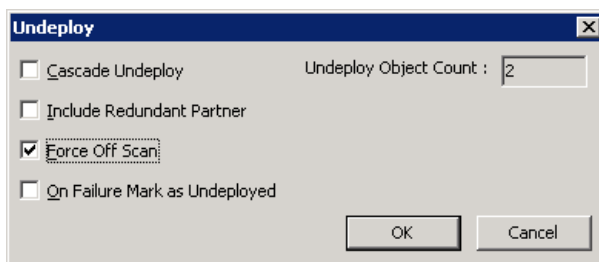 Undeploy
Cascade Undeploy Undeploy Object Count : 2
Include Redundant Partner
Force Off Scan
On Failure Mark as Undeployed
OK Cancel